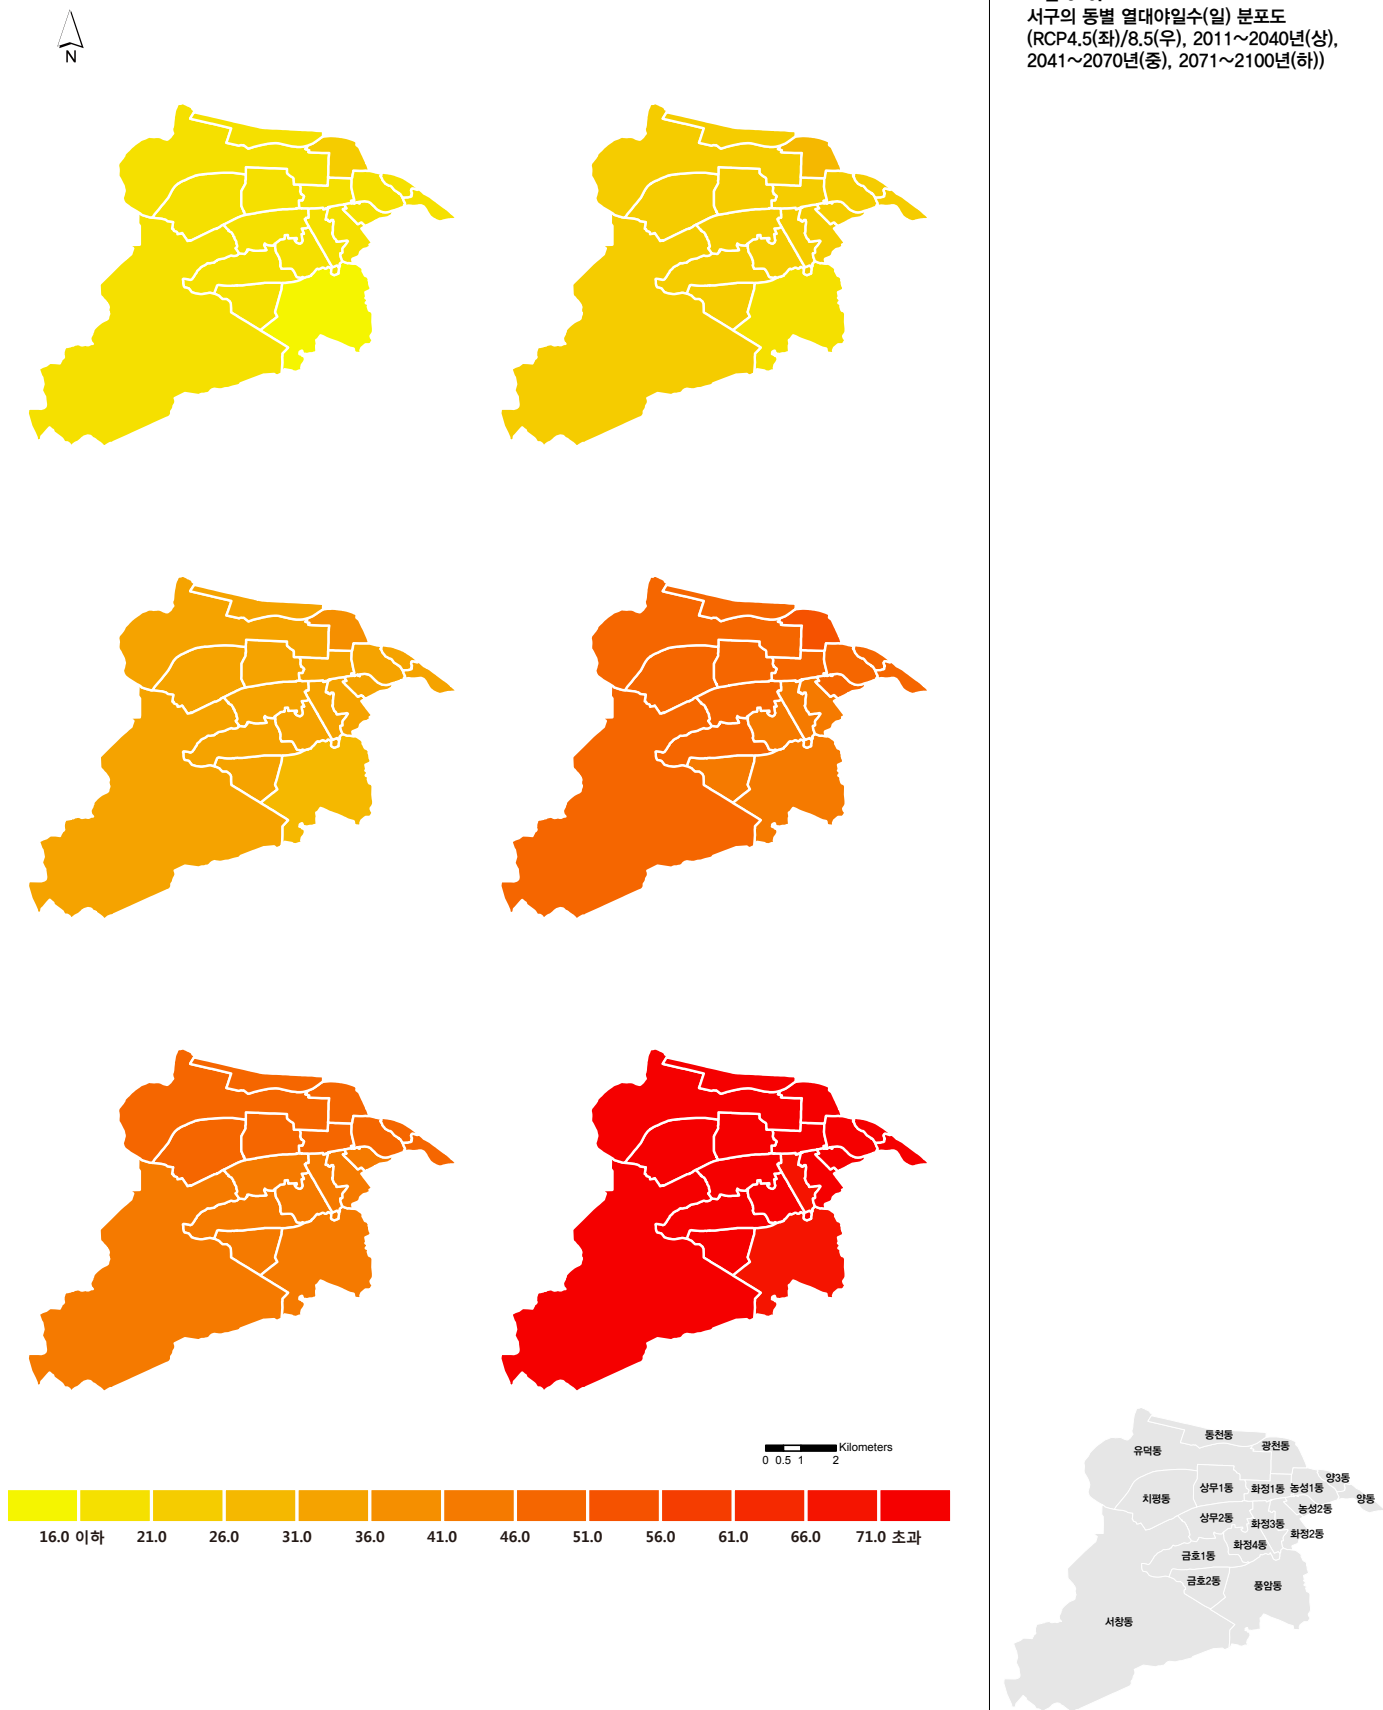 서구의 동별 열대야일수(일) 분포도
(RCP4.5(좌)/8.5(우), 2011～2040년(상),
2041～2070년(중), 2071～2100년(하))
N
Kilometers
0 0.5 1 2
16.0 이하 21.0 26.0 31.0 36.0 41.0 46.0 51.0 56.0 61.0 66.0 71.0 초과
동천동
광천동
유덕동
양3동
상무1동 화정1동 농성1동
치평동 양동
농성2동
상무2동
화정3동
화정2동
화정4동
금호1동
금호2동
풍암동
서창동